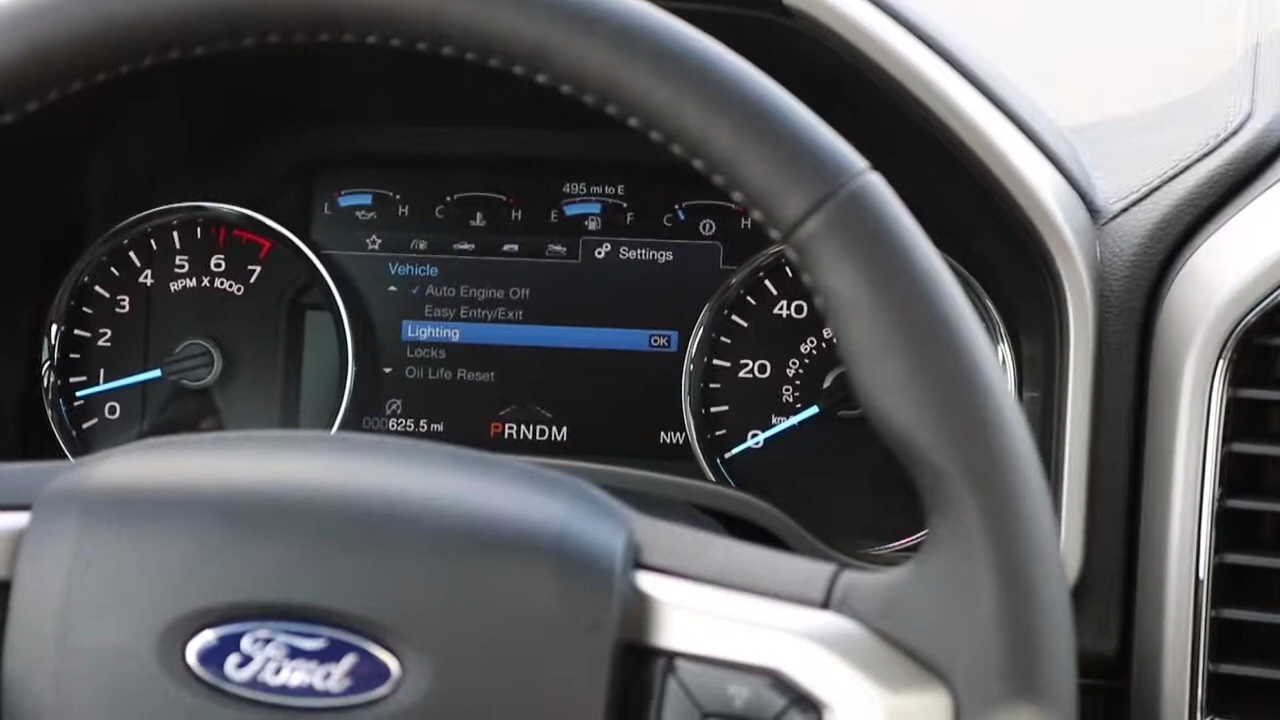 495 mi to E
L H C H E F C H
Settings
Vehicle
✓ Auto Engine Off
Easy Entry/Exit
Lighting OK
Locks
Oil Life Reset
000625.5 mi
PRNDM
NW
0 1 2 3 4 5 6 7
RPM X 1000
0 20 40
20 40 60 8
km/
Ford